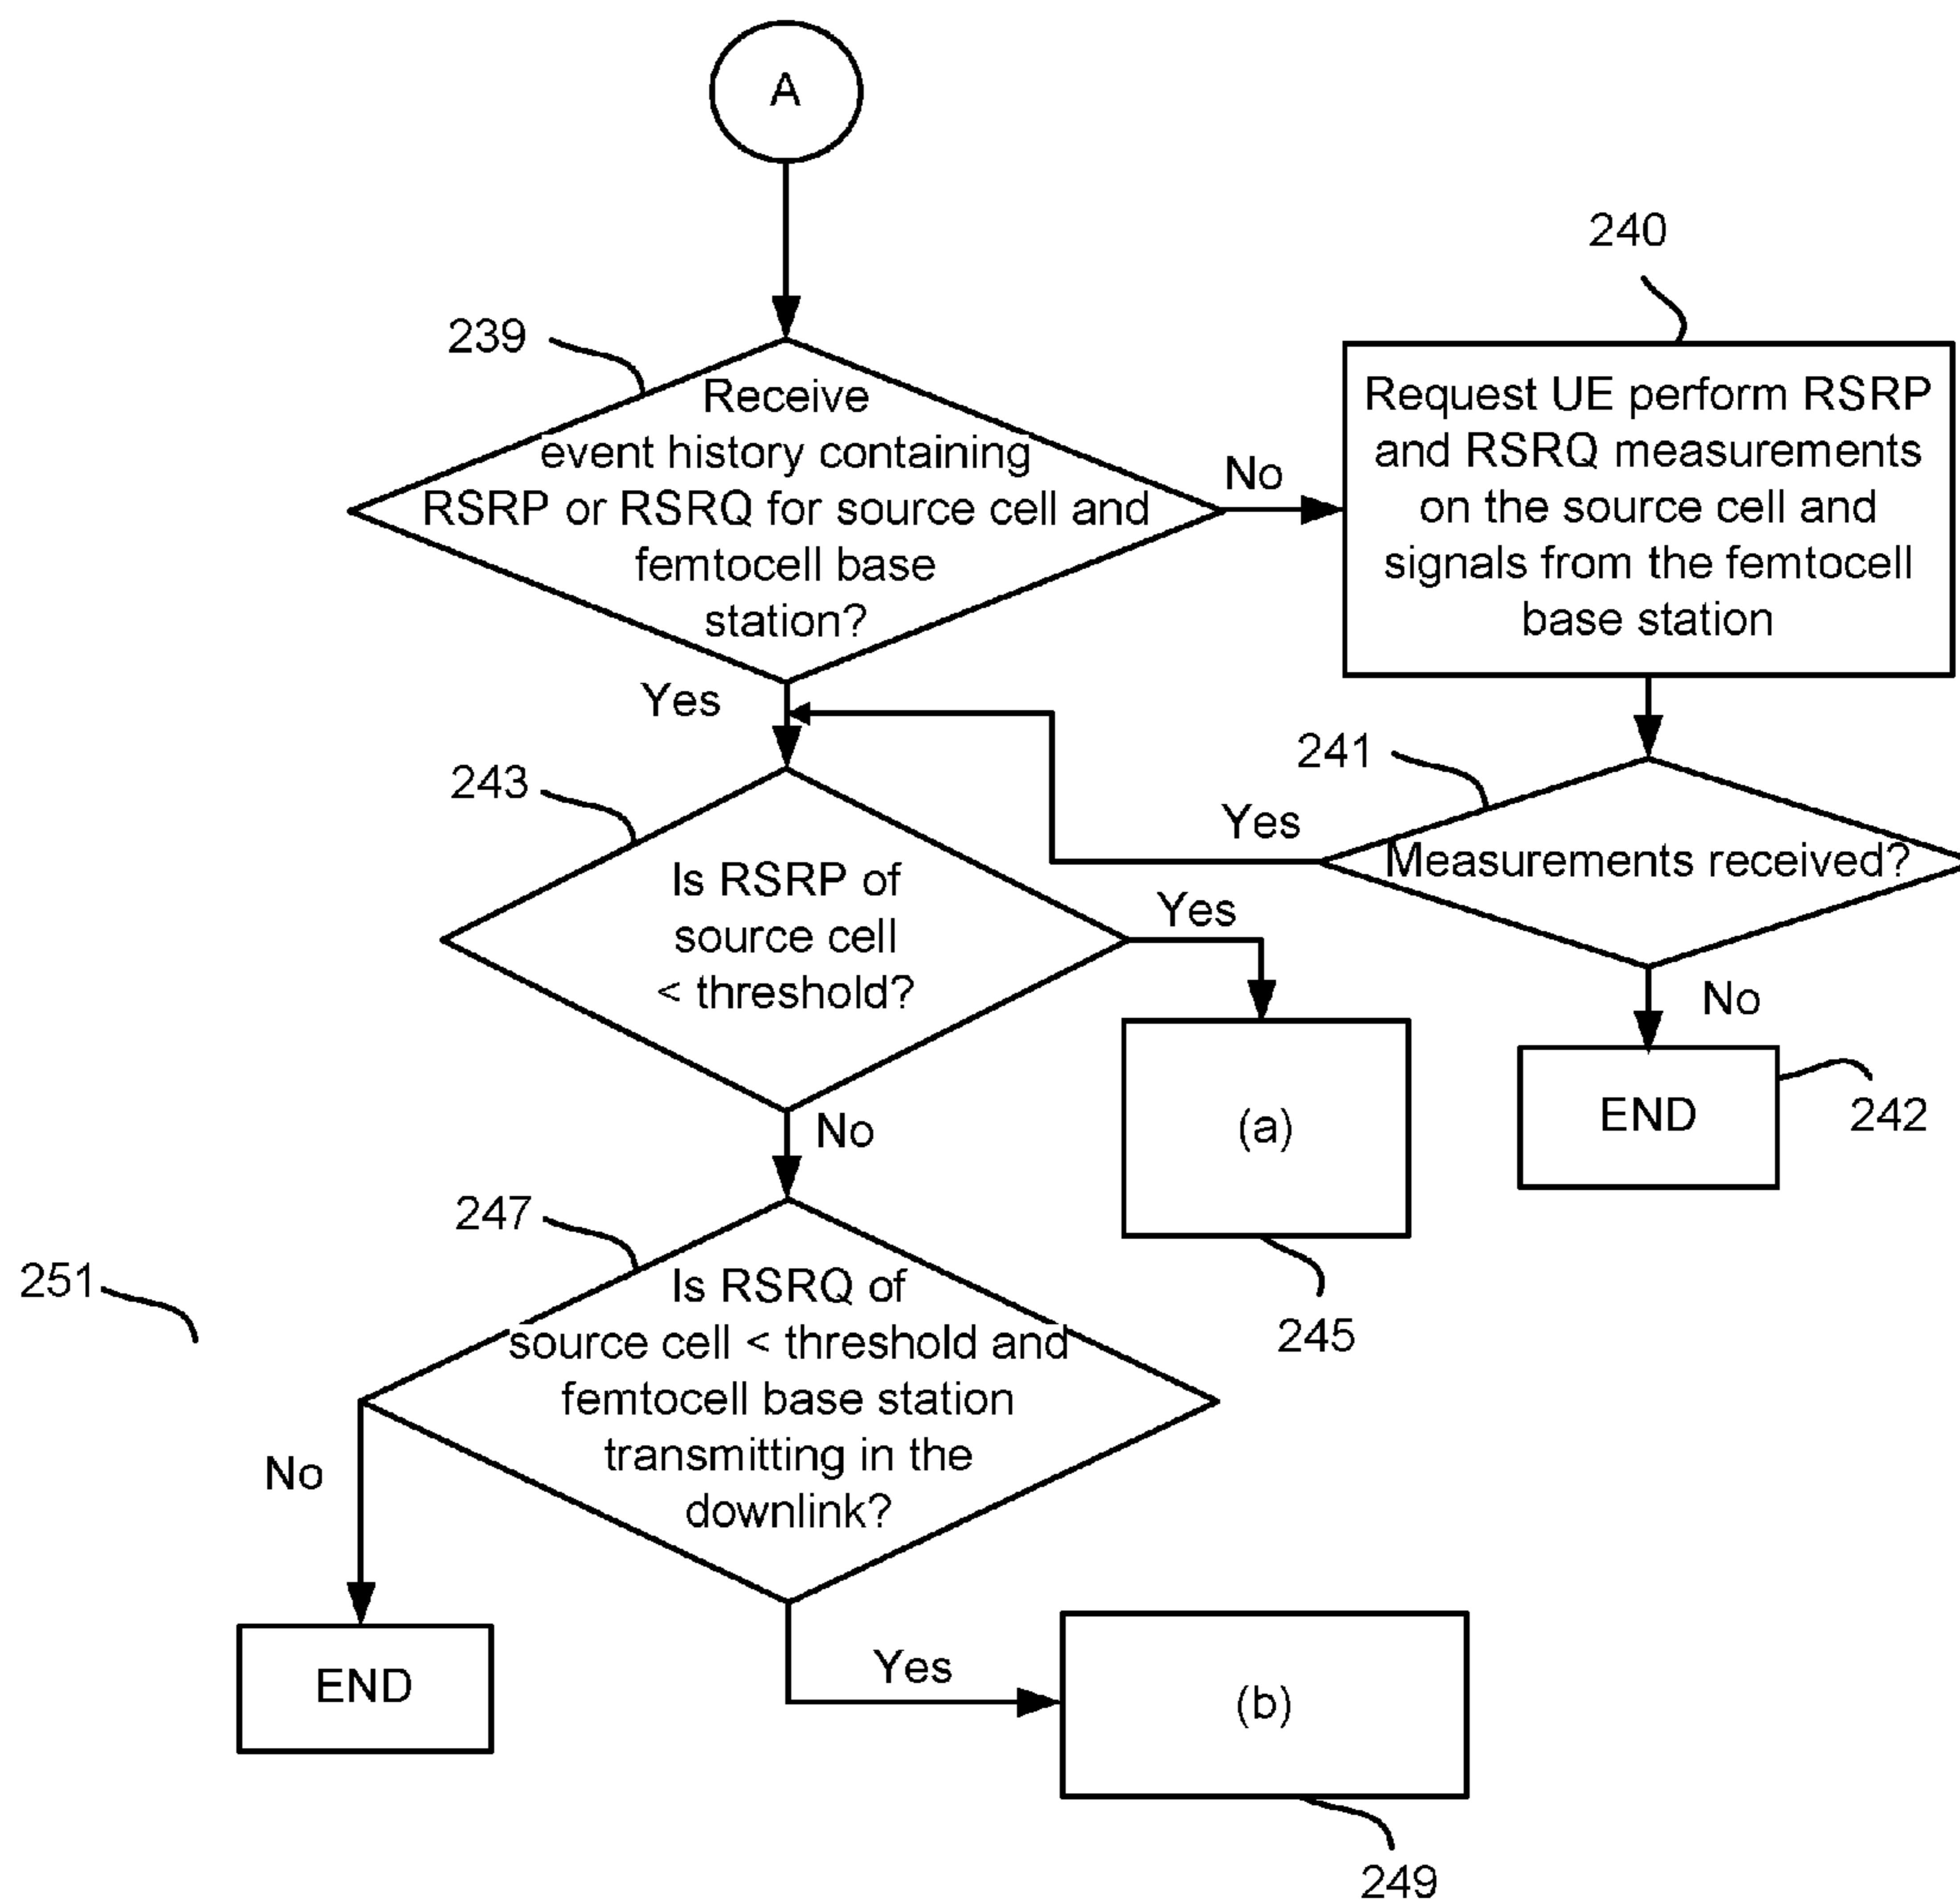 A
240
239
Receive
event history containing
RSRP or RSRQ for source cell and
femtocell base
station?
No
Request UE perform RSRP
and RSRQ measurements
on the source cell and
signals from the femtocell
base station
Yes
241
243
Yes
Measurements received?
Is RSRP of
source cell
< threshold?
Yes
No
(a)
END
242
No
247
251
Is RSRQ of
source cell < threshold and
femtocell base station
transmitting in the
downlink?
245
No
END
Yes
(b)
249